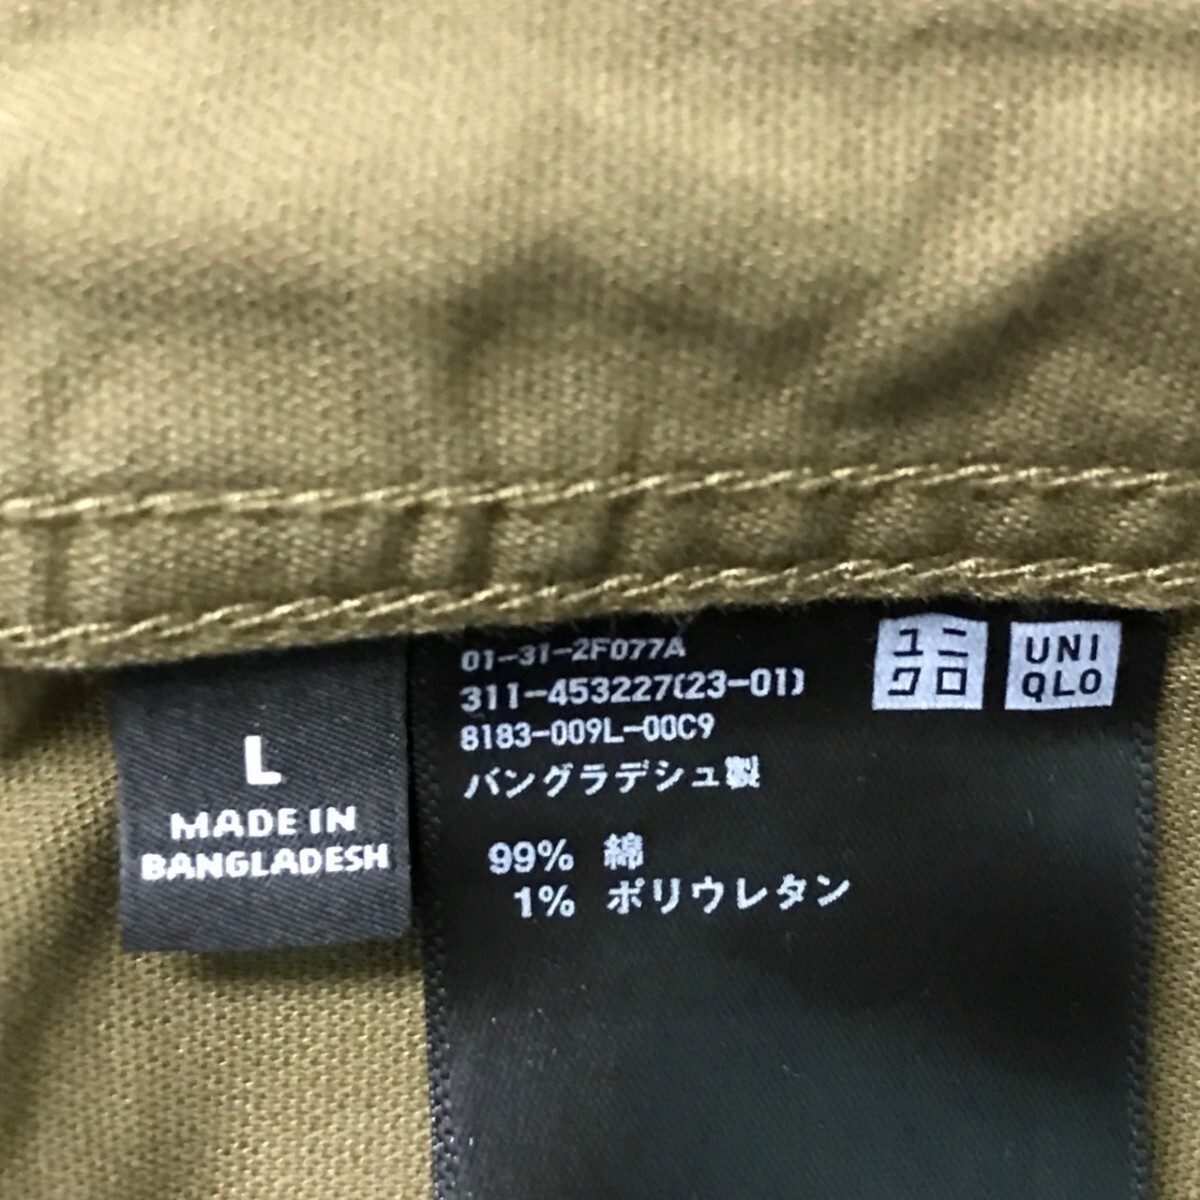 L
MADE IN
BANGLADESH
01-31-2F077A
311-453227(23-01)
8183-009L-00C9
バングラデシュ製
99% 綿
1% ポリウレタン
ユニ
クロ
UNI
QLO